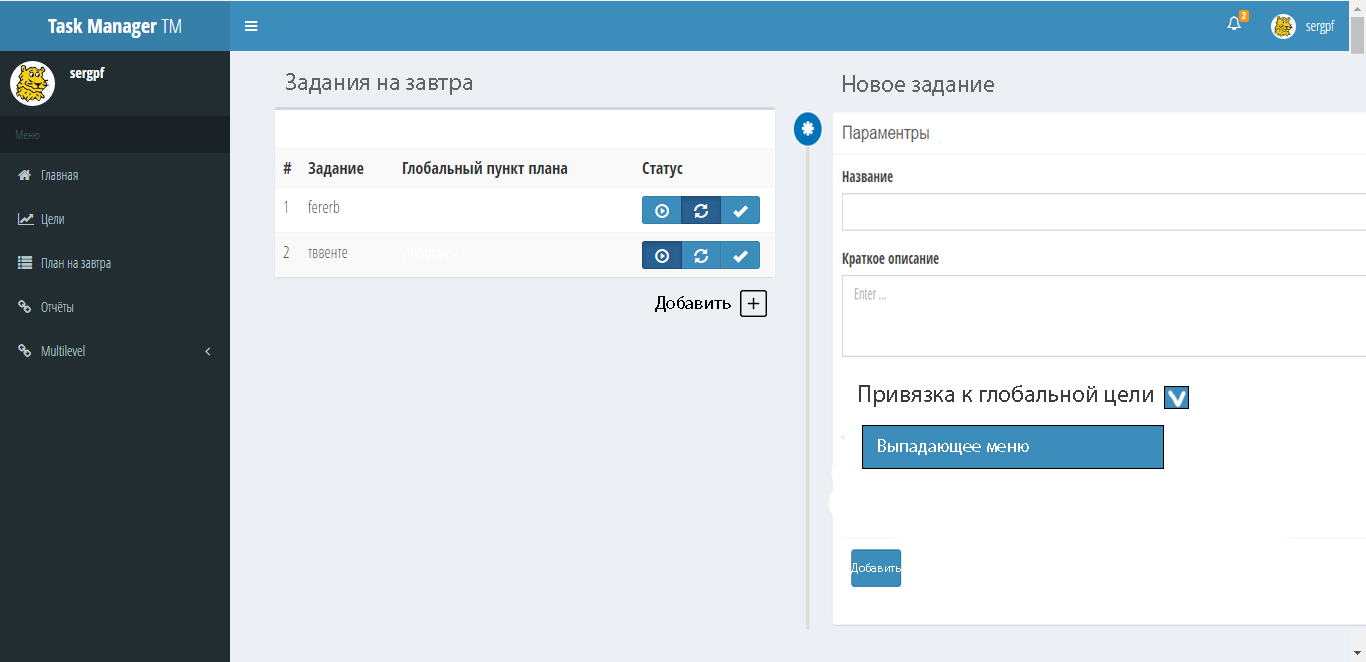 Task Manager TM
2
sergpf
sergpf
Меню
Главная
Цели
План на завтра
Отчёты
Multilevel
Задания на завтра
# Задание Глобальный пункт плана Статус
1 fererb
2 тввенте
Добавить
Новое задание
Параметры
Название
Краткое описание
Enter ...
Привязка к глобальной цели
Выпадающее меню
Добавить